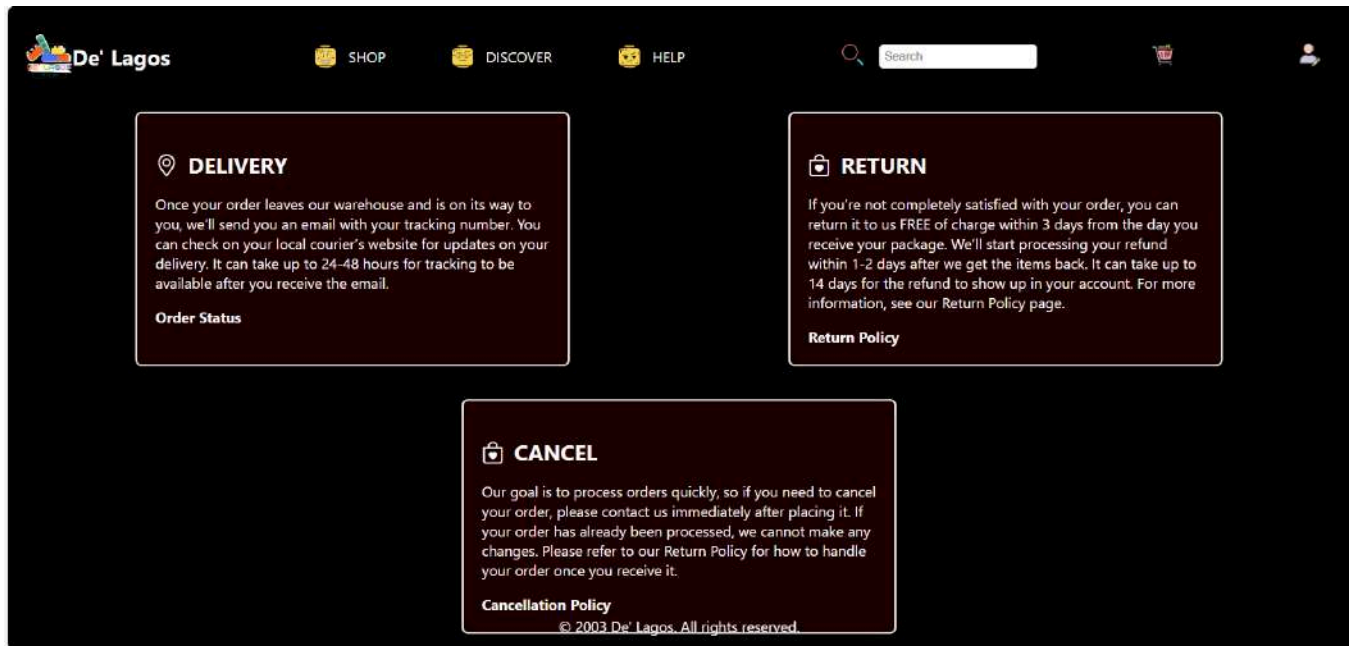 De' Lagos
SHOP
DISCOVER
HELP
Search
DELIVERY
Once your order leaves our warehouse and is on its way to
you, we'll send you an email with your tracking number. You
can check on your local courier's website for updates on your
delivery. It can take up to 24-48 hours for tracking to be
available after you receive the email.
Order Status
RETURN
If you're not completely satisfied with your order, you can
return it to us FREE of charge within 3 days from the day you
receive your package. We'll start processing your refund
within 1-2 days after we get the items back. It can take up to
14 days for the refund to show up in your account. For more
information, see our Return Policy page.
Return Policy
CANCEL
Our goal is to process orders quickly, so if you need to cancel
your order, please contact us immediately after placing it. If
your order has already been processed, we cannot make any
changes. Please refer to our Return Policy for how to handle
your order once you receive it.
Cancellation Policy
© 2003 De' Lagos. All rights reserved.